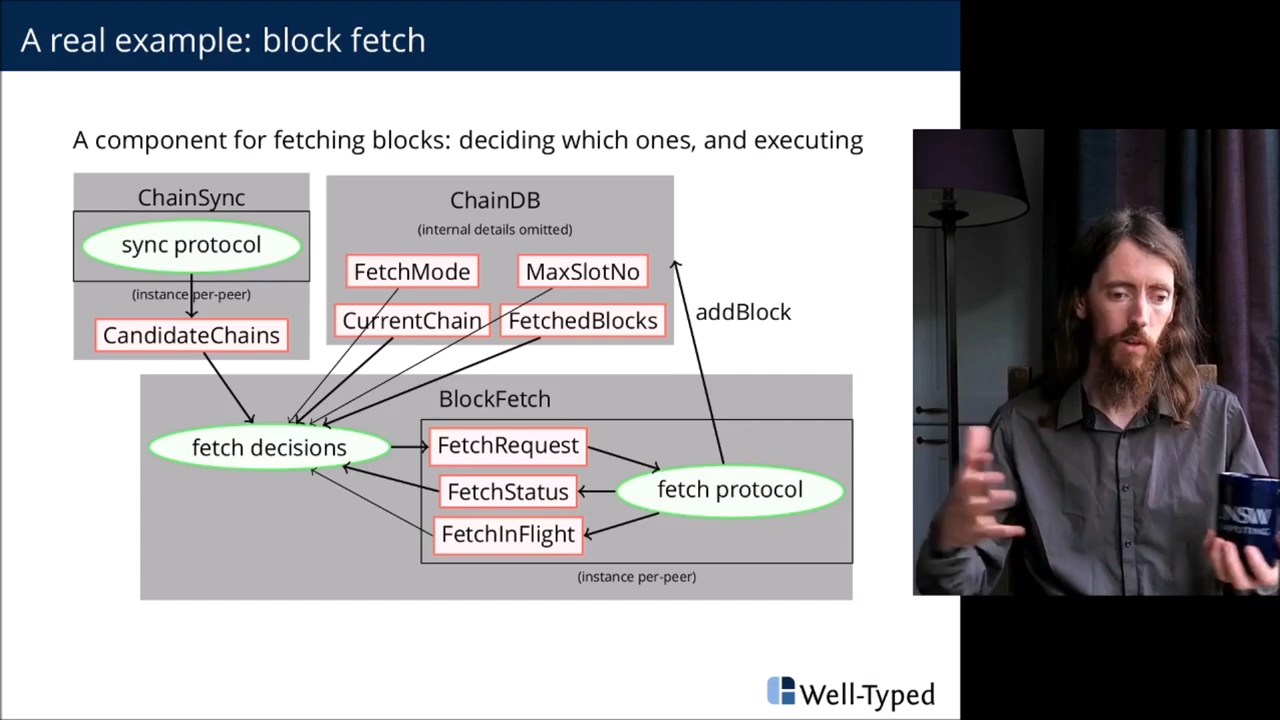 A real example: block fetch
A component for fetching blocks: deciding which ones, and executing
ChainSync
sync protocol
(instance per-peer)
CandidateChains
ChainDB
(internal details omitted)
FetchMode
MaxSlotNo
CurrentChain
FetchedBlocks
addBlock
BlockFetch
fetch decisions
FetchRequest
FetchStatus
FetchInFlight
fetch protocol
(instance per-peer)
Well-Typed
NSW